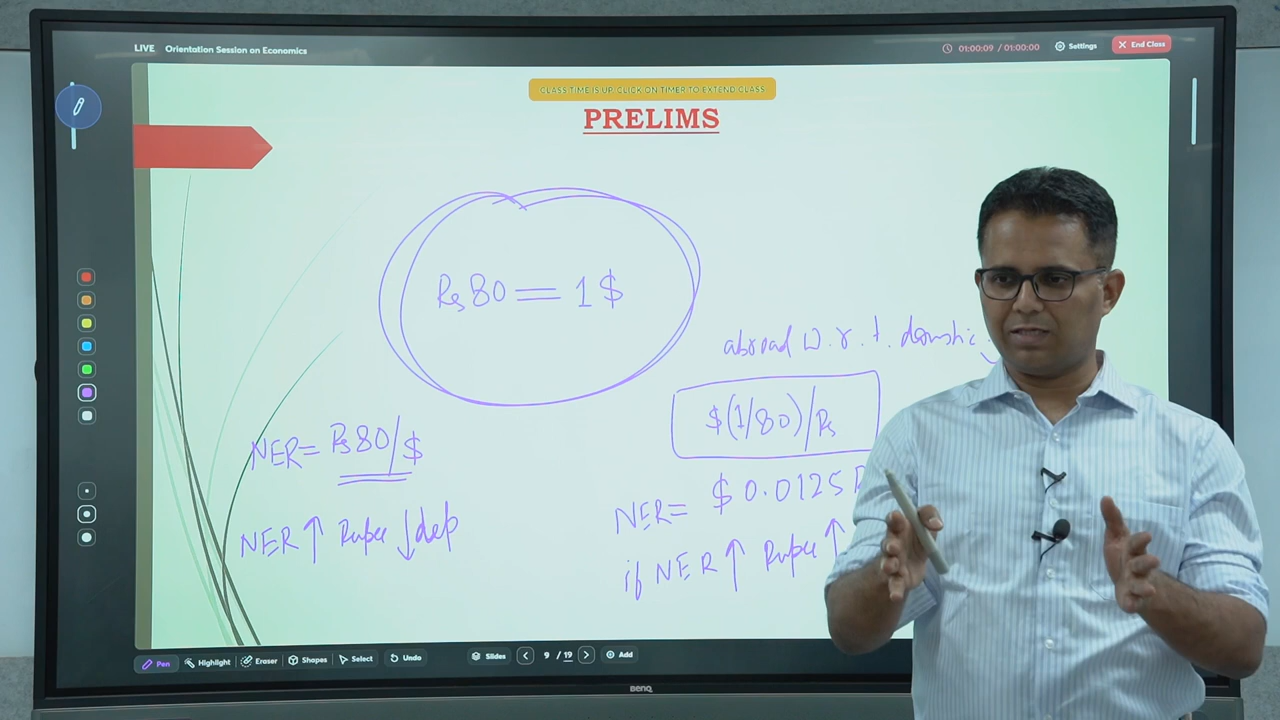 LIVE Orientation Session on Economics
01:00:09 / 01:00:00 Settings End Class
CLASS TIME IS UP. CLICK ON TIMER TO EXTEND CLASS
PRELIMS
Rs 80 = 1 $
abroad w.r.t. domestic
$(1/80)/Rs
NER = Rs 80/$
NER = $ 0.0125
NER ↑ Rupee ↓ dep
if NER ↑ Rupee ↑
Pen Highlight Eraser Shapes Select Undo Slides 9 / 19 Add
BenQ